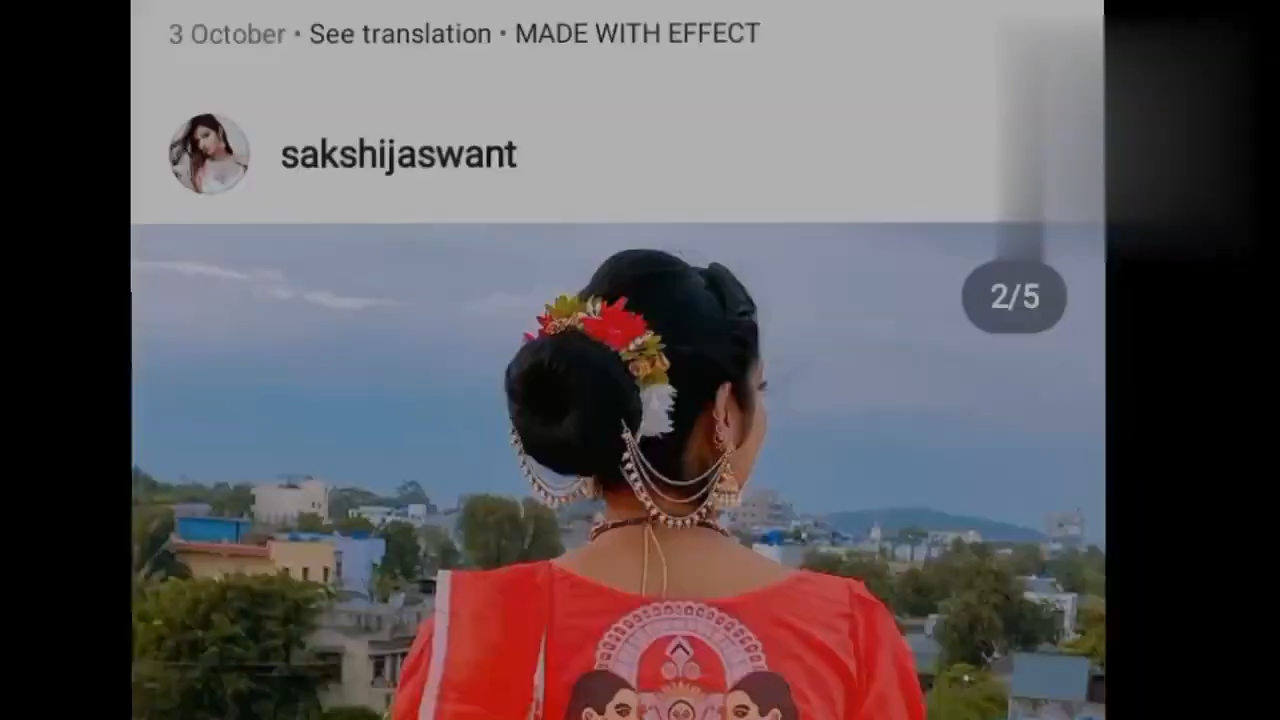 3 October • See translation • MADE WITH EFFECT
sakshijaswant
2/5